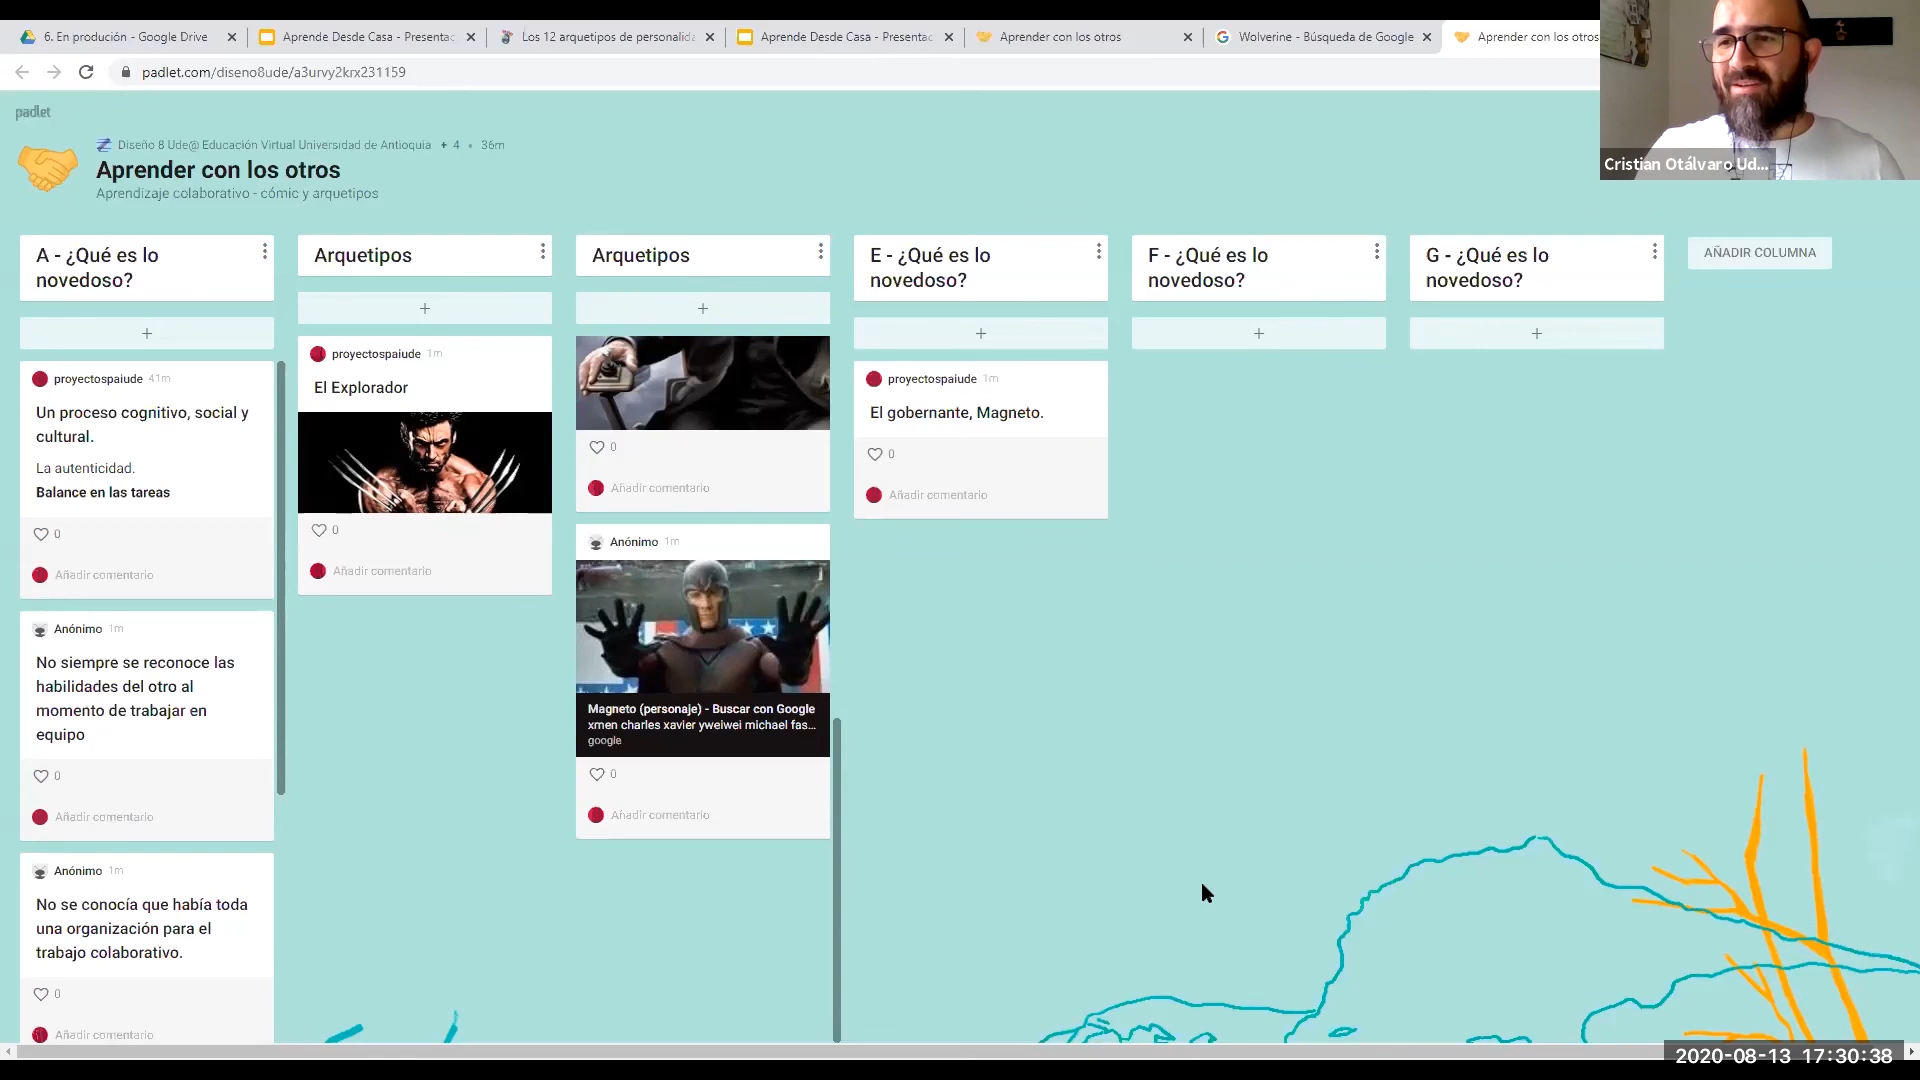 6. En produción - Google Drive
Aprende Desde Casa - Presentac
Los 12 arquetipos de personalida
Aprende Desde Casa - Presentac
Aprender con los otros
Wolverine - Búsqueda de Google
Aprender con los otros
padlet.com/diseno8ude/a3urvy2krx231159
Cristian Otálvaro Ud...
padlet
Diseño 8 Ude@ Educación Virtual Universidad de Antioquia + 4 • 36m
Aprender con los otros
Aprendizaje colaborativo - cómic y arquetipos
A - ¿Qué es lo
novedoso?
+
proyectospaiude 41m
Un proceso cognitivo, social y
cultural.
La autenticidad.
Balance en las tareas
0
Añadir comentario
Anónimo 1m
No siempre se reconoce las
habilidades del otro al
momento de trabajar en
equipo
0
Añadir comentario
Anónimo 1m
No se conocía que había toda
una organización para el
trabajo colaborativo.
0
Añadir comentario
Arquetipos
+
proyectospaiude 1m
El Explorador
0
Añadir comentario
Arquetipos
+
0
Añadir comentario
Anónimo 1m
Magneto (personaje) - Buscar con Google
xmen charles xavier yweiwei michael fas...
google
0
Añadir comentario
E - ¿Qué es lo
novedoso?
+
proyectospaiude 1m
El gobernante, Magneto.
0
Añadir comentario
F - ¿Qué es lo
novedoso?
+
G - ¿Qué es lo
novedoso?
+
AÑADIR COLUMNA
2020-08-13 17:30:38